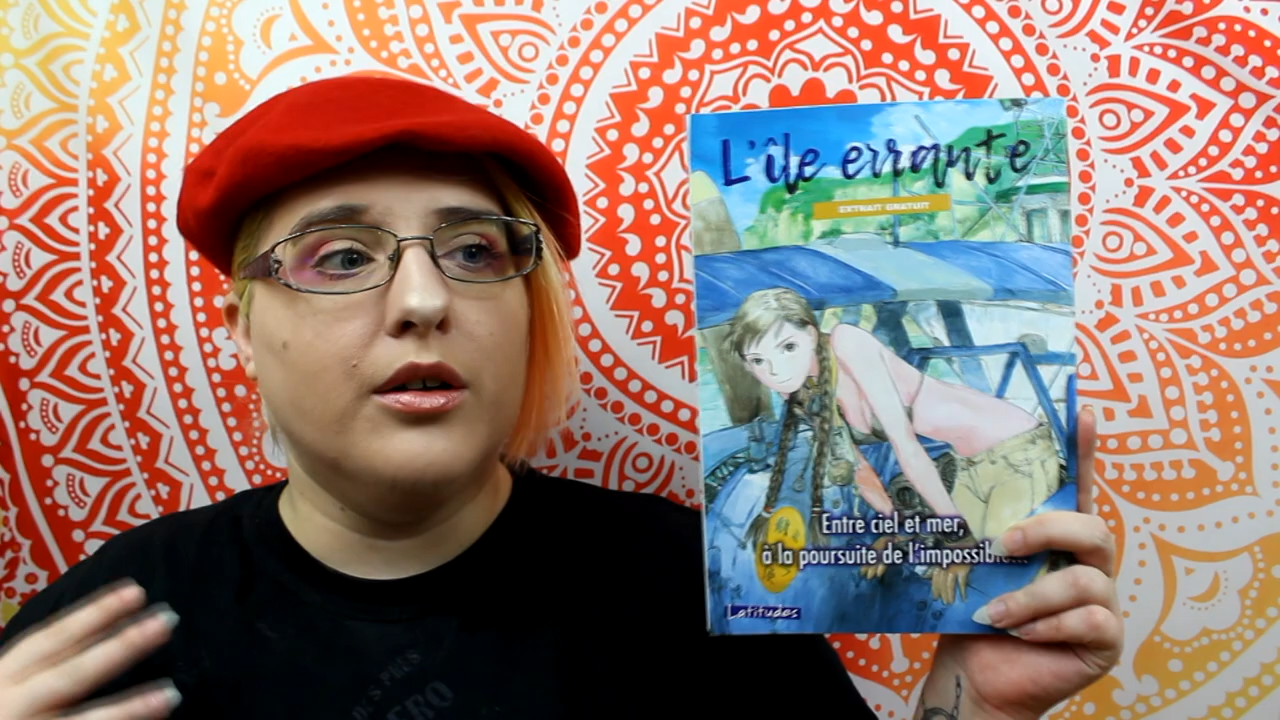 L'île errante
EXTRAIT GRATUIT
Entre ciel et mer,
à la poursuite de l'impossible...
Latitudes